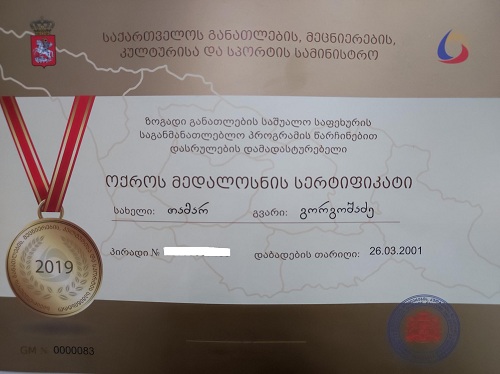 საქართველოს განათლების, მეცნიერების,
კულტურისა და სპორტის სამინისტრო
ზოგადი განათლების საშუალო საფეხურის
საგანმანათლებლო პროგრამის წარჩინებით
დასრულების დამადასტურებელი
ოქროს მედალოსნის სერტიფიკატი
სახელი: თამარ გვარი: გორგოშაძე
პირადი № დაბადების თარიღი: 26.03.2001
2019
GM № 0000083